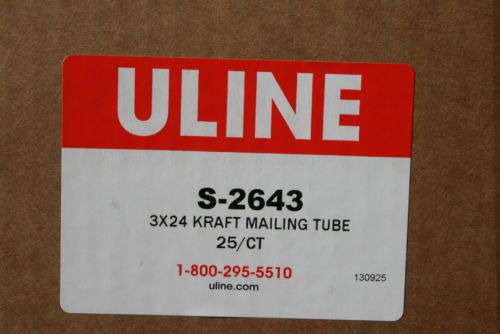 ULINE
S-2643
3X24 KRAFT MAILING TUBE
25/CT
1-800-295-5510
uline.com
130925